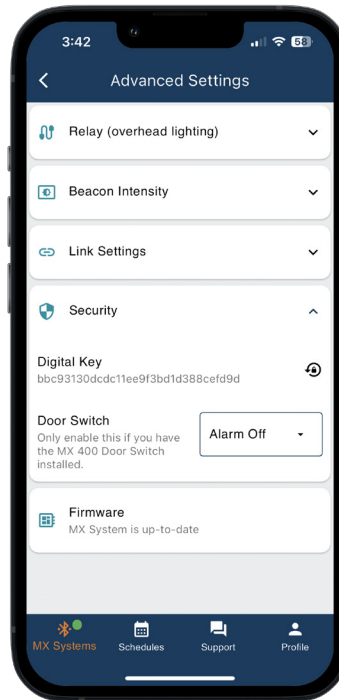 3:42
58
Advanced Settings
Relay (overhead lighting)
Beacon Intensity
Link Settings
Security
Digital Key
bbc93130dcdc11ee9f3bd1d388cefd9d
Door Switch
Only enable this if you have
the MX 400 Door Switch
installed.
Alarm Off
Firmware
MX System is up-to-date
MX Systems
Schedules
Support
Profile